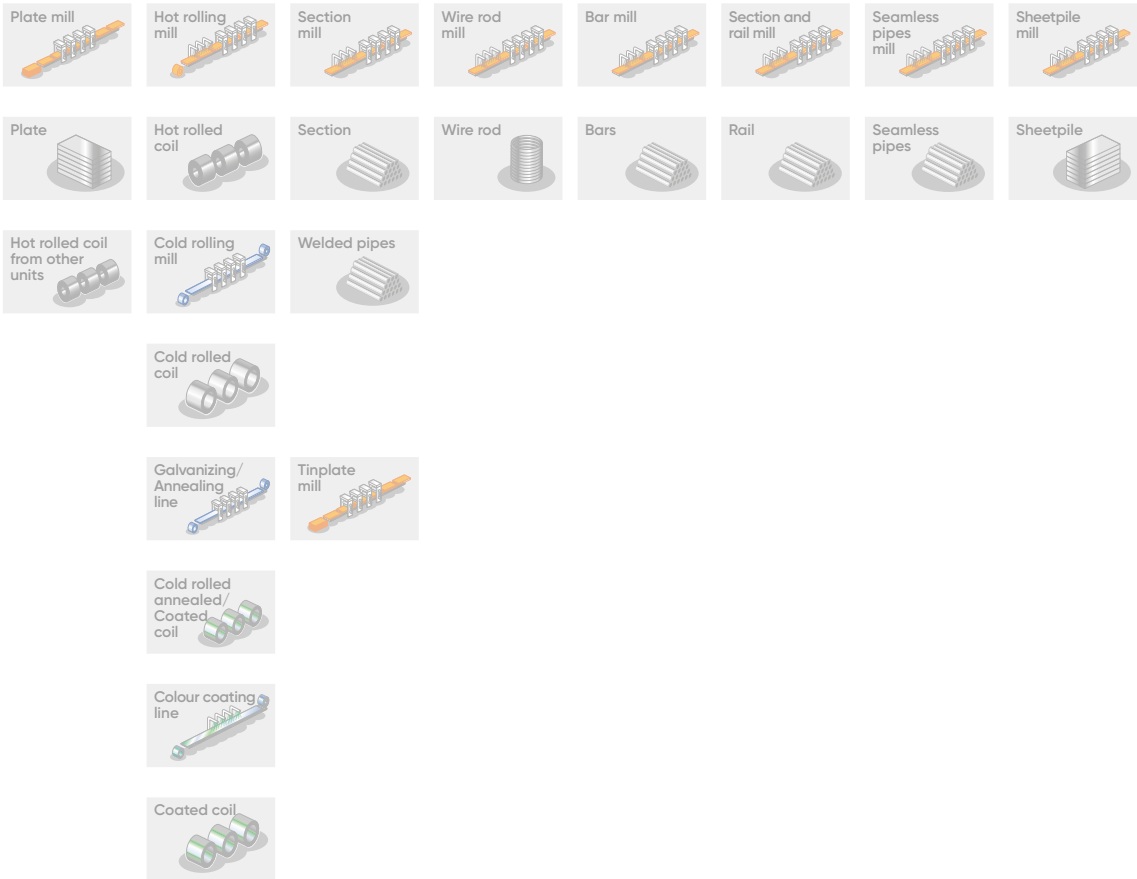 Plate mill
Hot rolling
mill
Section
mill
Wire rod
mill
Bar mill
Section and
rail mill
Seamless
pipes
mill
Sheetpile
mill
Plate
Hot rolled
coil
Section
Wire rod
Bars
Rail
Seamless
pipes
Sheetpile
Hot rolled coil
from other
units
Cold rolling
mill
Welded pipes
Cold rolled
coil
Galvanizing/
Annealing
line
Tinplate
mill
Cold rolled
annealed/
Coated
coil
Colour coating
line
Coated coil